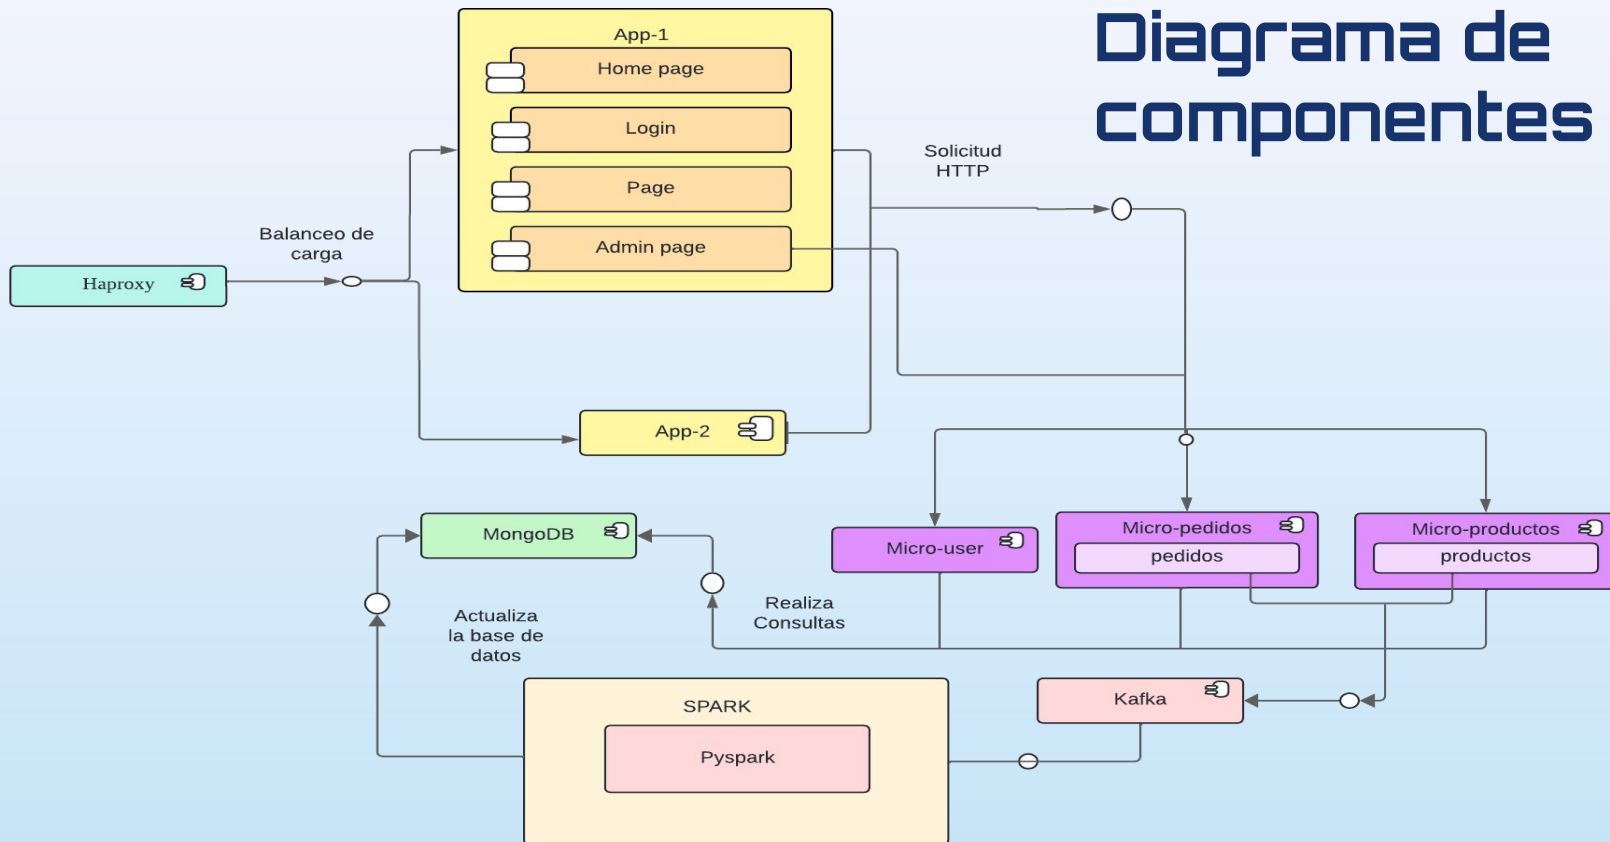 Diagrama de
componentes
App-1
Home page
Login
Page
Admin page
Solicitud
HTTP
Balanceo de
carga
Haproxy
App-2
MongoDB
Micro-user
Micro-pedidos
pedidos
Micro-productos
productos
Actualiza
la base de
datos
Realiza
Consultas
SPARK
Pyspark
Kafka